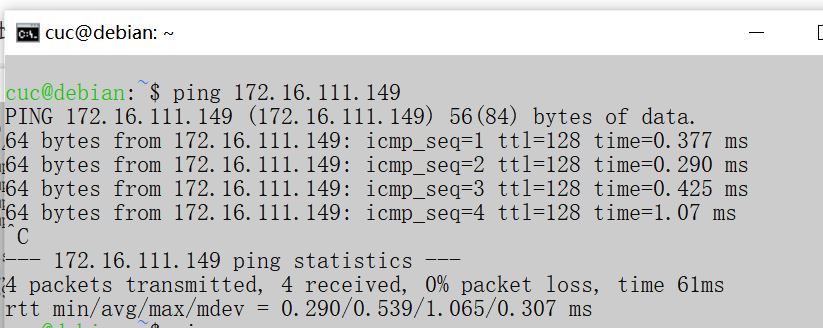 cuc@debian: ~
cuc@debian:~$ ping 172.16.111.149
PING 172.16.111.149 (172.16.111.149) 56(84) bytes of data.
64 bytes from 172.16.111.149: icmp_seq=1 ttl=128 time=0.377 ms
64 bytes from 172.16.111.149: icmp_seq=2 ttl=128 time=0.290 ms
64 bytes from 172.16.111.149: icmp_seq=3 ttl=128 time=0.425 ms
64 bytes from 172.16.111.149: icmp_seq=4 ttl=128 time=1.07 ms
^C
--- 172.16.111.149 ping statistics ---
4 packets transmitted, 4 received, 0% packet loss, time 61ms
rtt min/avg/max/mdev = 0.290/0.539/1.065/0.307 ms